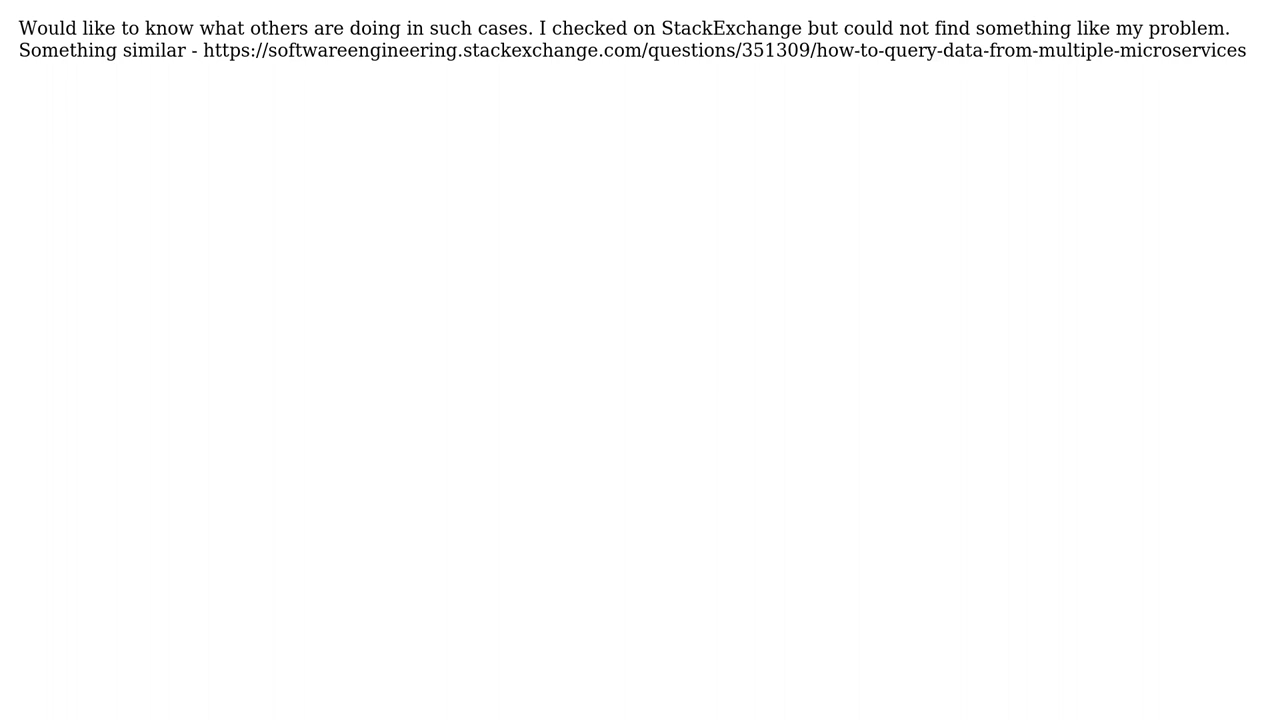 Would like to know what others are doing in such cases. I checked on StackExchange but could not find something like my problem.
Something similar - https://softwareengineering.stackexchange.com/questions/351309/how-to-query-data-from-multiple-microservices